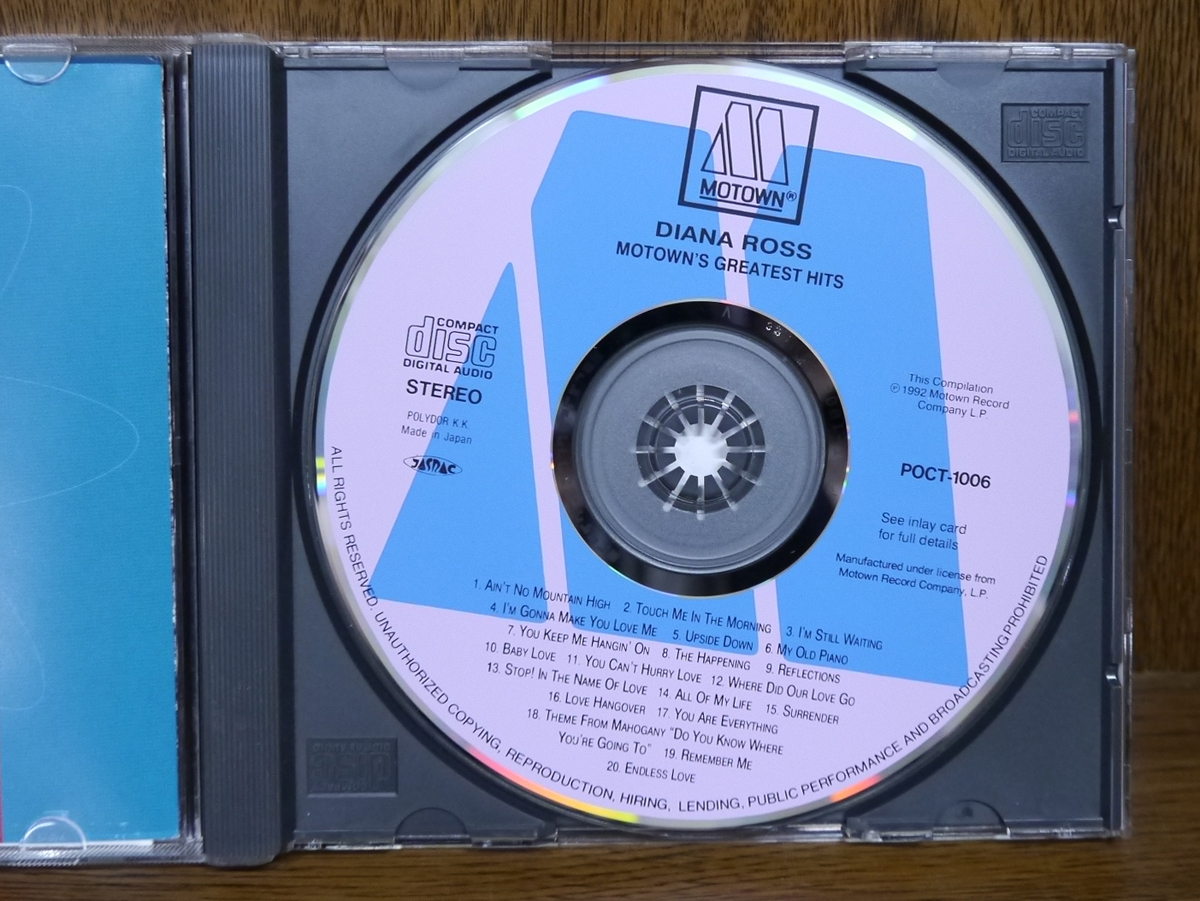 MOTOWN®
DIANA ROSS
MOTOWN'S GREATEST HITS
COMPACT
disc
DIGITAL AUDIO
STEREO
POLYDOR K.K.
Made in Japan
JASRAC
This Compilation
℗ 1992 Motown Record
Company L.P.
POCT-1006
See inlay card
for full details
Manufactured under license from
Motown Record Company, L.P.
1. AIN'T NO MOUNTAIN HIGH 2. TOUCH ME IN THE MORNING 3. I'M STILL WAITING
4. I'M GONNA MAKE YOU LOVE ME 5. UPSIDE DOWN 6. MY OLD PIANO
7. YOU KEEP ME HANGIN' ON 8. THE HAPPENING 9. REFLECTIONS
10. BABY LOVE 11. YOU CAN'T HURRY LOVE 12. WHERE DID OUR LOVE GO
13. STOP! IN THE NAME OF LOVE 14. ALL OF MY LIFE 15. SURRENDER
16. LOVE HANGOVER 17. YOU ARE EVERYTHING
18. THEME FROM MAHOGANY "DO YOU KNOW WHERE
YOU'RE GOING TO" 19. REMEMBER ME
20. ENDLESS LOVE
ALL RIGHTS RESERVED. UNAUTHORIZED COPYING, REPRODUCTION, HIRING, LENDING, PUBLIC PERFORMANCE AND BROADCASTING PROHIBITED
COMPACT
disc
DIGITAL AUDIO